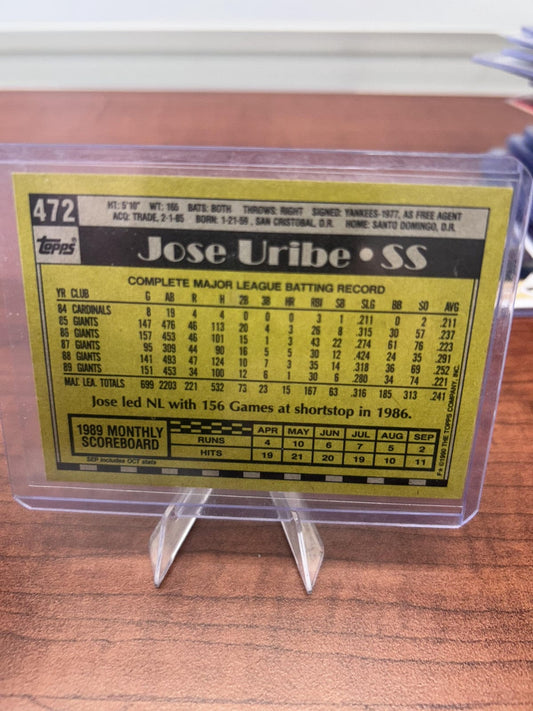 472
HT: 5'10" WT: 165 BATS: BOTH THROWS: RIGHT SIGNED: YANKEES-1977, AS FREE AGENT
ACQ: TRADE, 2-1-85 BORN: 1-21-59, SAN CRISTOBAL, D.R. HOME: SANTO DOMINGO, D.R.
TOPPS
Jose Uribe • SS
COMPLETE MAJOR LEAGUE BATTING RECORD
YR CLUB G AB R H 2B 3B HR RBI SB SLG BB SO AVG
84 CARDINALS 8 19 4 4 0 0 0 3 1 .211 0 2 .211
85 GIANTS 147 476 46 113 20 4 3 26 8 .315 30 57 .237
86 GIANTS 157 453 46 101 15 1 3 43 22 .274 61 76 .223
87 GIANTS 95 309 44 90 16 5 5 30 12 .424 24 35 .291
88 GIANTS 141 493 47 124 10 7 3 35 14 .318 36 69 .252
89 GIANTS 151 453 34 100 12 6 1 30 6 .280 34 74 .221
MAJ. LEA. TOTALS 699 2203 221 532 73 23 15 167 63 .316 185 313 .241
Jose led NL with 156 Games at shortstop in 1986.
1989 MONTHLY SCOREBOARD
APR MAY JUN JUL AUG SEP
RUNS 4 10 6 7 5 2
HITS 19 21 20 19 10 11
SEP includes OCT stats
©1990 THE TOPPS COMPANY, INC.